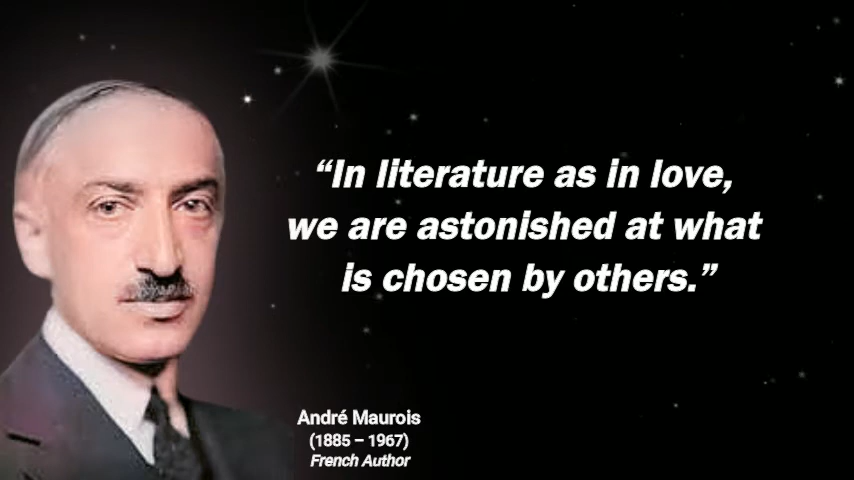 “In literature as in love,
we are astonished at what
is chosen by others.”
André Maurois
(1885 – 1967)
French Author